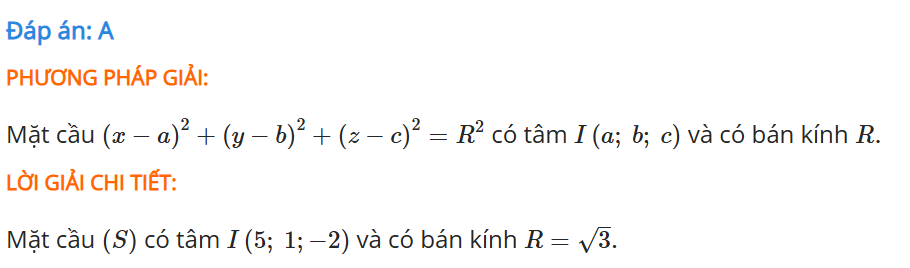 Đáp án: A
PHƯƠNG PHÁP GIẢI:
Mặt cầu (x − a)² + (y − b)² + (z − c)² = R² có tâm I (a; b; c) và có bán kính R.
LỜI GIẢI CHI TIẾT:
Mặt cầu (S) có tâm I (5; 1; −2) và có bán kính R = √3.